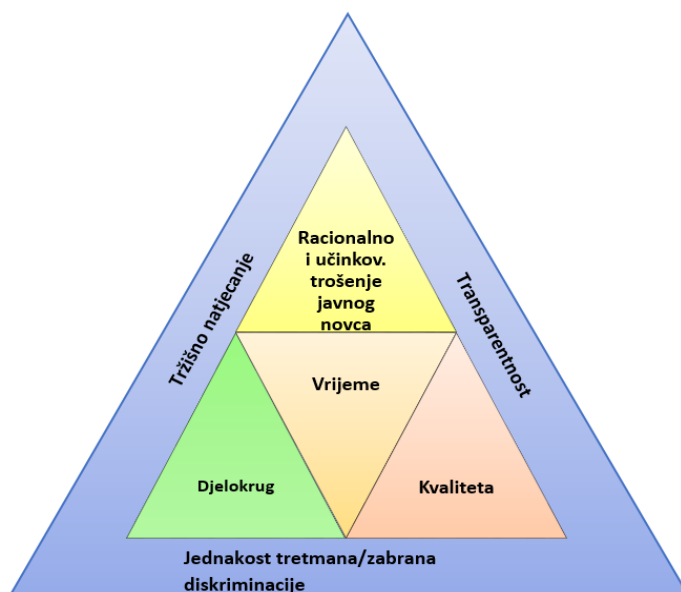 Racionalno
i učinkov.
trošenje
javnog
novca
Tržišno natjecanje
Transparentnost
Vrijeme
Djelokrug
Kvaliteta
Jednakost tretmana/zabrana
diskriminacije